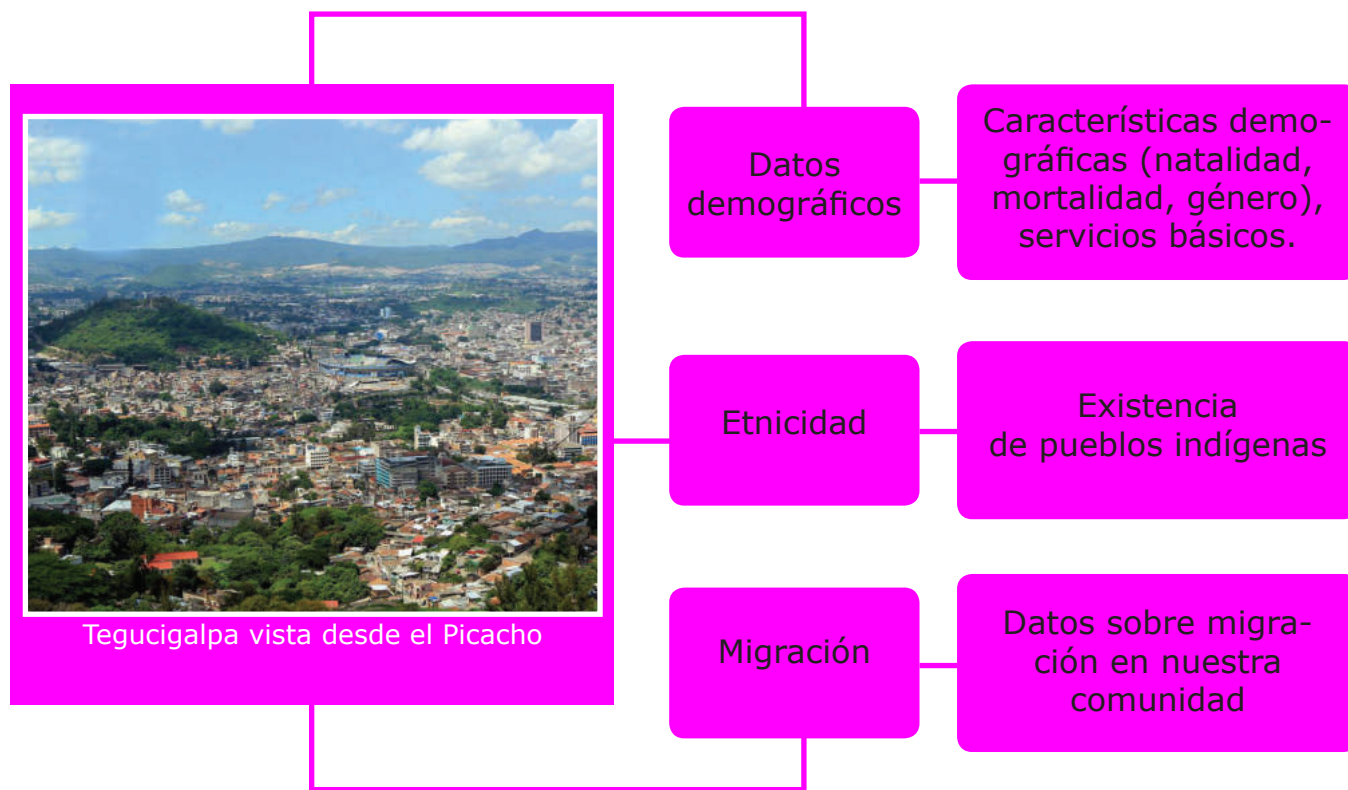 Datos
demográficos
Características demo-
gráficas (natalidad,
mortalidad, género),
servicios básicos.
Etnicidad
Existencia
de pueblos indígenas
Tegucigalpa vista desde el Picacho
Migración
Datos sobre migra-
ción en nuestra
comunidad